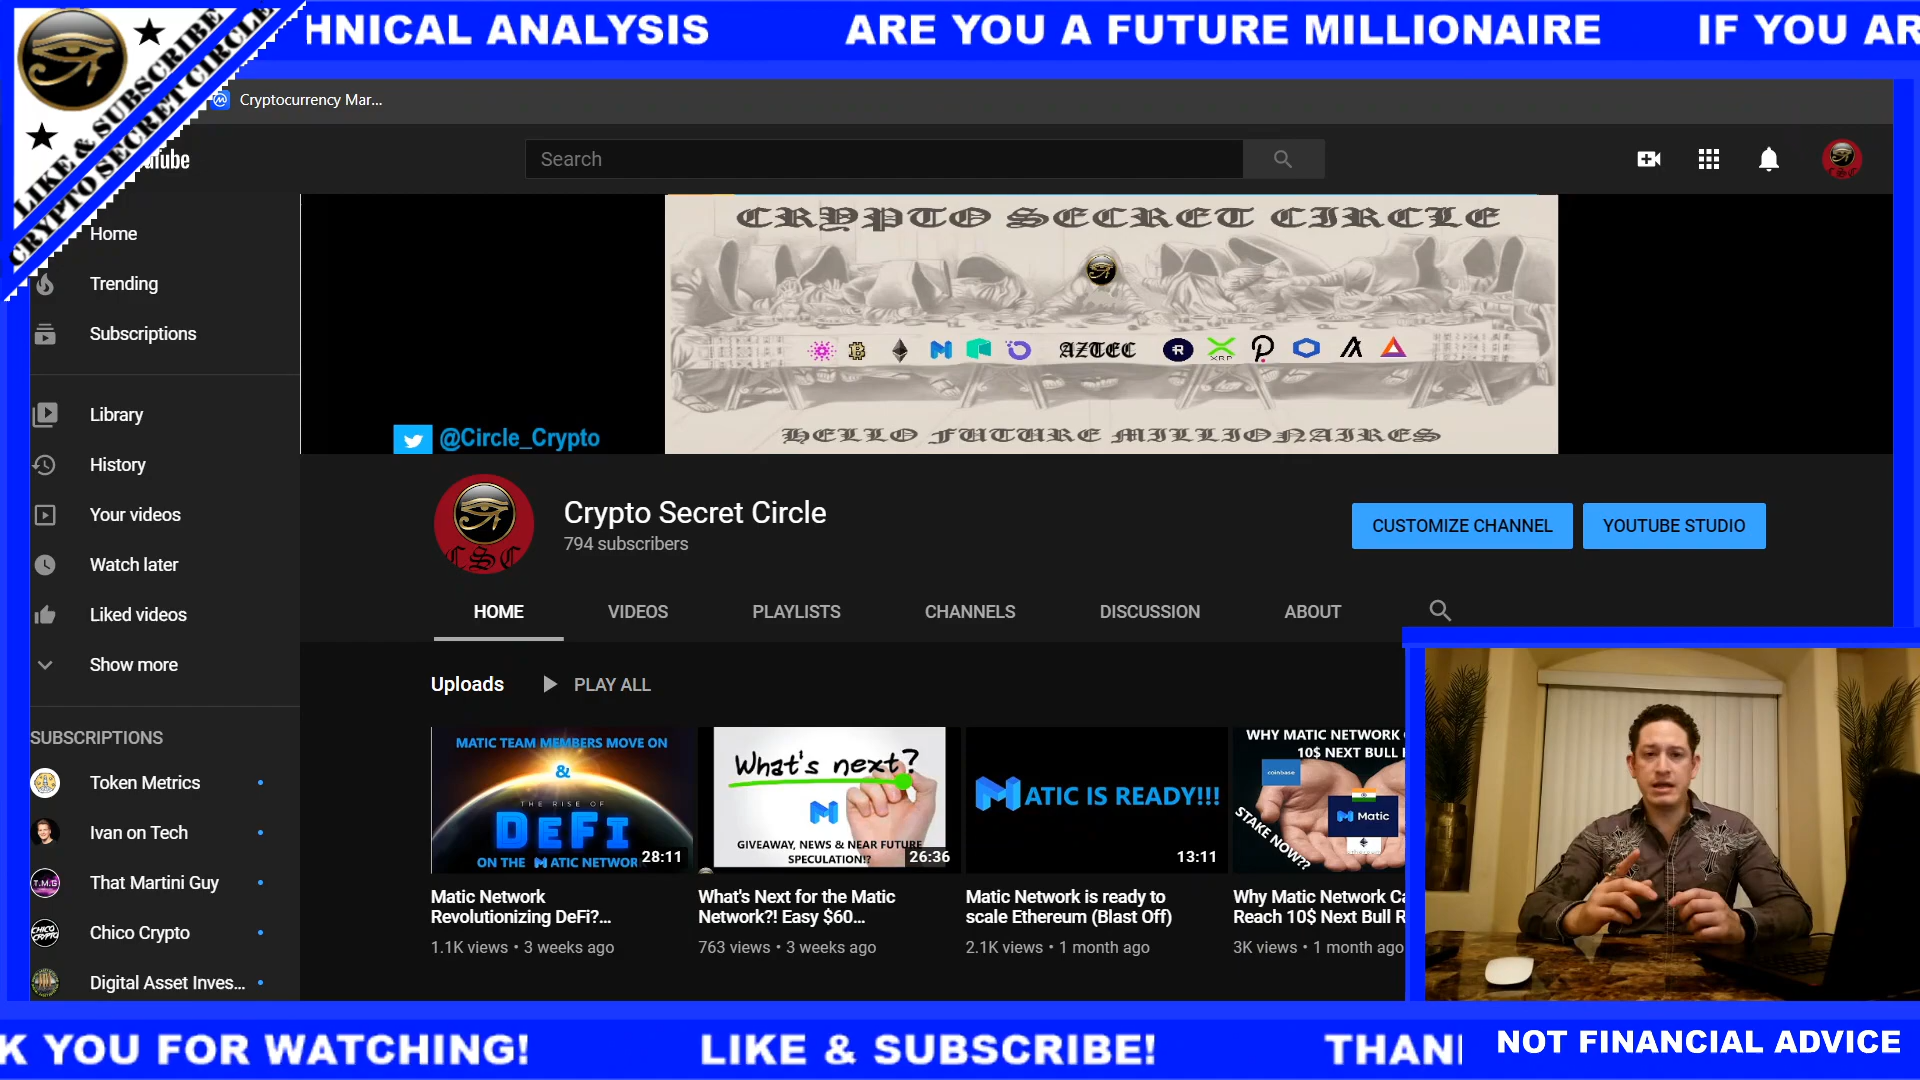 HNICAL ANALYSIS
ARE YOU A FUTURE MILLIONAIRE
IF YOU AR
LIKE & SUBSCRIBE
CRYPTO SECRET CIRCLE
Cryptocurrency Mar...
Tube
Search
Home
Trending
Subscriptions
Library
History
Your videos
Watch later
Liked videos
Show more
SUBSCRIPTIONS
Token Metrics
Ivan on Tech
T.M.G
That Martini Guy
CHICO CRYPTO
Chico Crypto
Digital Asset Inves...
CRYPTO SECRET CIRCLE
AZTEC
XRP
HELLO FUTURE MILLIONAIRES
@Circle_Crypto
CSC
Crypto Secret Circle
794 subscribers
CUSTOMIZE CHANNEL
YOUTUBE STUDIO
HOME
VIDEOS
PLAYLISTS
CHANNELS
DISCUSSION
ABOUT
Uploads
PLAY ALL
MATIC TEAM MEMBERS MOVE ON
&
THE RISE OF
DEFI
ON THE MATIC NETWOR
28:11
Matic Network
Revolutionizing DeFi?...
1.1K views • 3 weeks ago
What's next?
GIVEAWAY, NEWS & NEAR FUTURE
SPECULATION!?
26:36
What's Next for the Matic
Network?! Easy $60...
763 views • 3 weeks ago
MATIC IS READY!!!
13:11
Matic Network is ready to
scale Ethereum (Blast Off)
2.1K views • 1 month ago
WHY MATIC NETWORK
10$ NEXT BULL
coinbase
Matic
STAKE NOW??
Why Matic Network Ca
Reach 10$ Next Bull R
3K views • 1 month ago
K YOU FOR WATCHING!
LIKE & SUBSCRIBE!
THAN
NOT FINANCIAL ADVICE